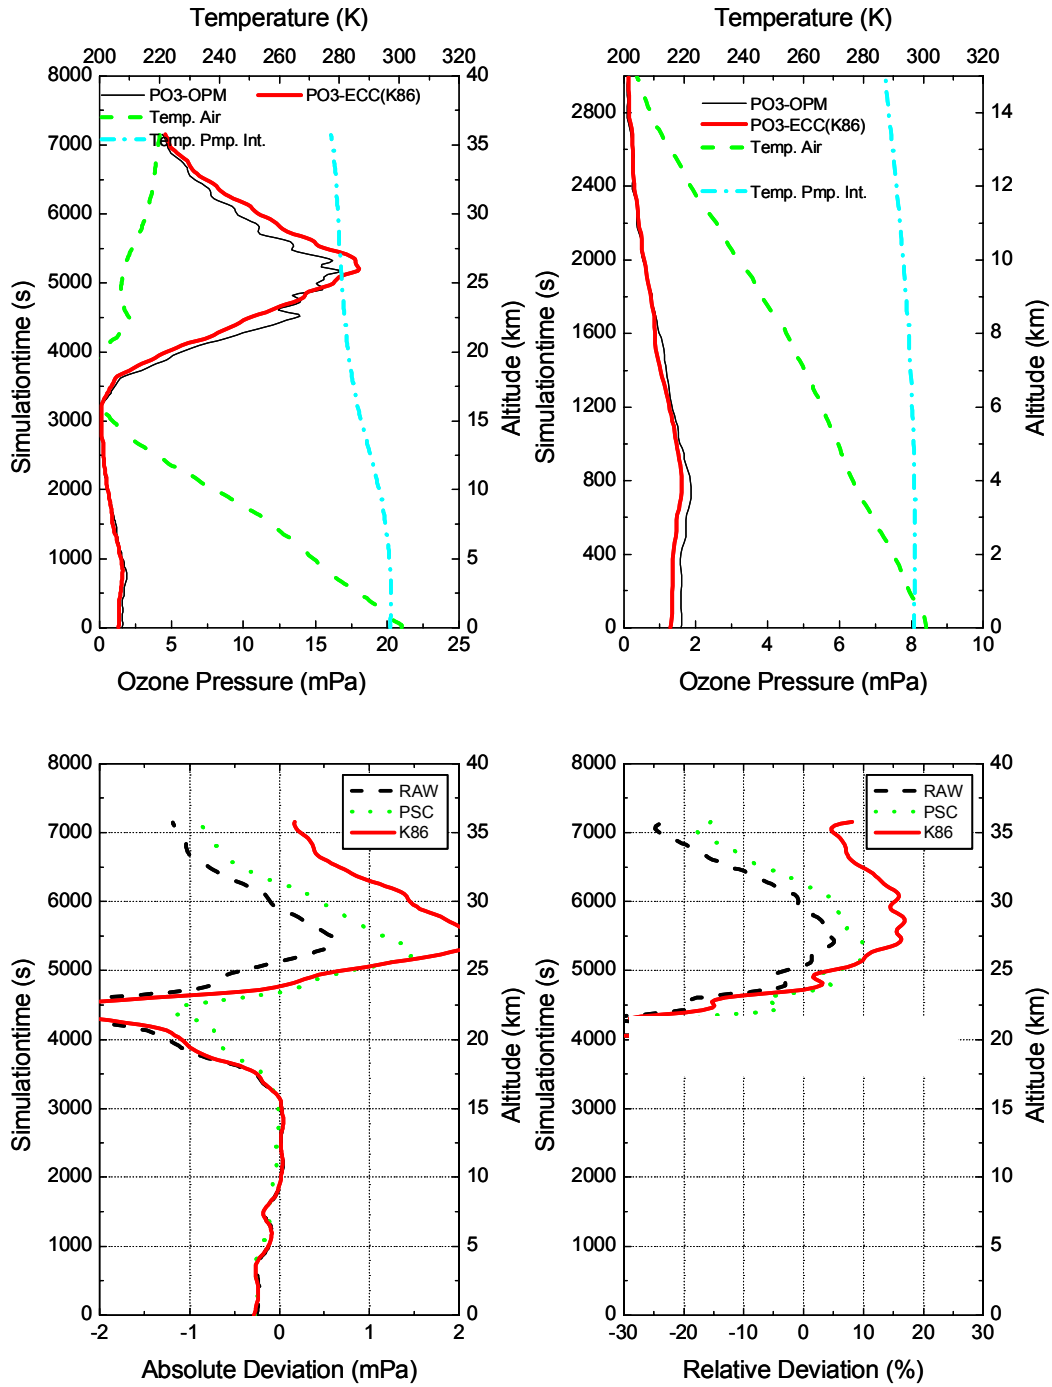 Temperature (K)
200 220 240 260 280 300 320
8000 7000 6000 5000 4000 3000 2000 1000 0
Simulationtime (s)
40 35 30 25 20 15 10 5 0
Altitude (km)
PO3-OPM PO3-ECC(K86)
Temp. Air
Temp. Pmp. Int.
0 5 10 15 20 25
Ozone Pressure (mPa)
Temperature (K)
200 220 240 260 280 300 320
2800 2400 2000 1600 1200 800 400 0
Simulationtime (s)
14 12 10 8 6 4 2 0
Altitude (km)
PO3-OPM
PO3-ECC(K86)
Temp. Air
Temp. Pmp. Int.
0 2 4 6 8 10
Ozone Pressure (mPa)
8000 7000 6000 5000 4000 3000 2000 1000 0
Simulationtime (s)
40 35 30 25 20 15 10 5 0
Altitude (km)
RAW
PSC
K86
-2 -1 0 1 2
Absolute Deviation (mPa)
8000 7000 6000 5000 4000 3000 2000 1000 0
Simulationtime (s)
40 35 30 25 20 15 10 5 0
Altitude (km)
RAW
PSC
K86
-30 -20 -10 0 10 20 30
Relative Deviation (%)